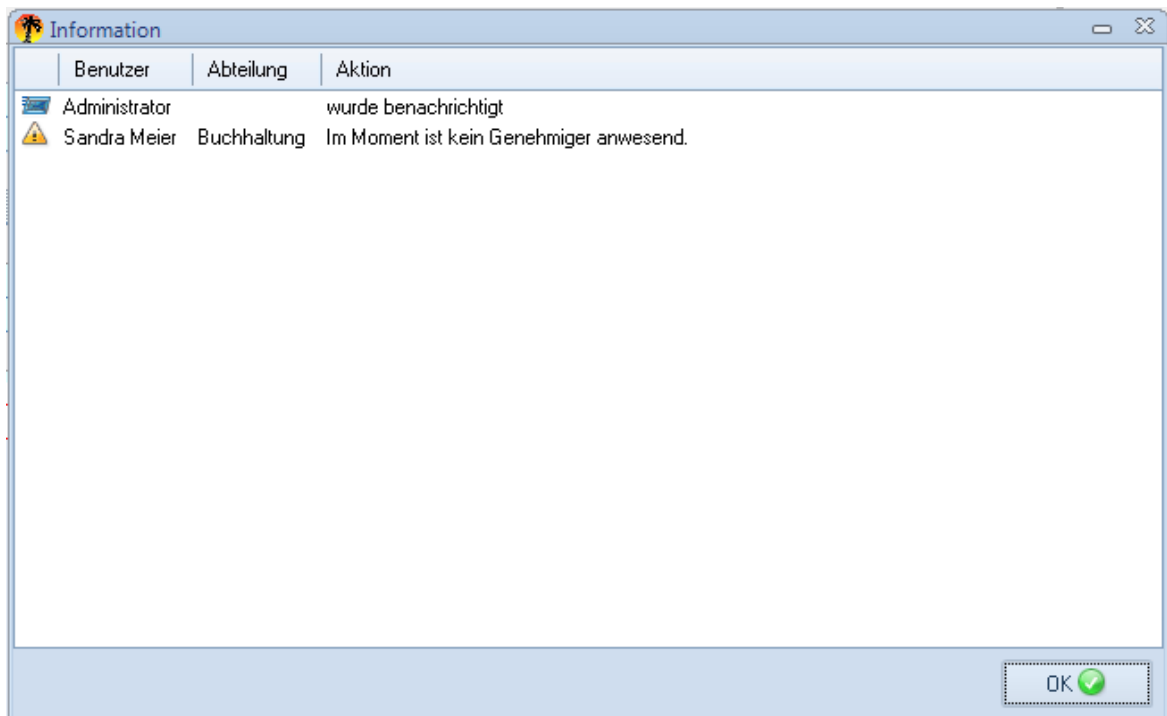 Information
Benutzer Abteilung Aktion
Administrator wurde benachrichtigt
Sandra Meier Buchhaltung Im Moment ist kein Genehmiger anwesend.
OK